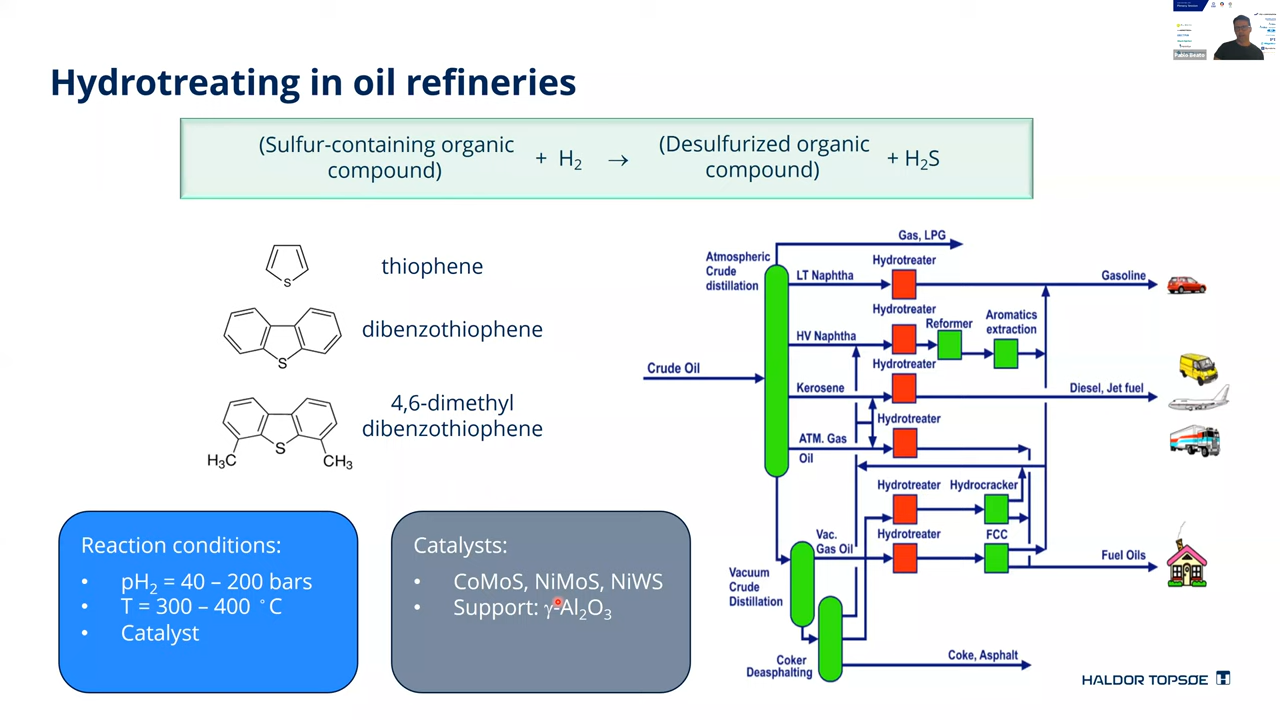 Hydrotreating in oil refineries
(Sulfur-containing organic
compound)
+ H₂ →
(Desulfurized organic
compound)
+ H₂S
thiophene
S
dibenzothiophene
S
4,6-dimethyl
dibenzothiophene
S
H₃C
CH₃
Reaction conditions:
• pH₂ = 40 – 200 bars
• T = 300 – 400 °C
• Catalyst
Catalysts:
• CoMoS, NiMoS, NiWS
• Support: γ-Al₂O₃
Gas, LPG
Atmospheric
Crude
distillation
LT Naphtha
Hydrotreater
Gasoline
HV Naphtha
Hydrotreater
Reformer
Aromatics
extraction
Crude Oil
Kerosene
Hydrotreater
Diesel, Jet fuel
ATM. Gas
Oil
Hydrotreater
Hydrotreater
Hydrocracker
Vac.
Gas Oil
Hydrotreater
FCC
Fuel Oils
Vacuum
Crude
Distillation
Coker
Deasphalting
Coke, Asphalt
HALDOR TOPSØE
Pablo Beato